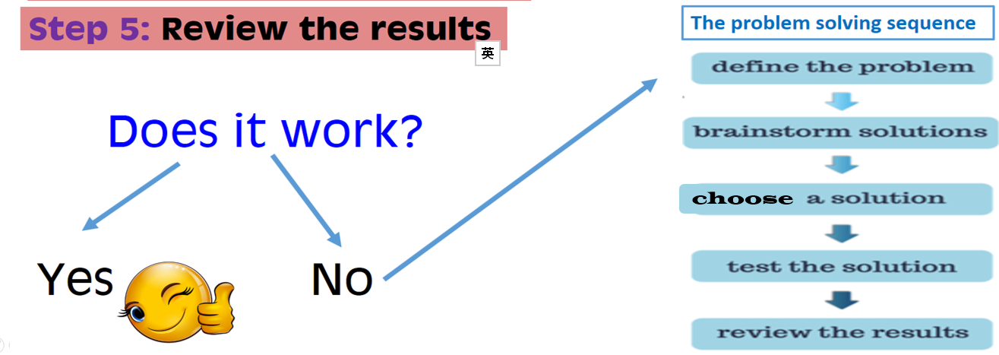 Step 5: Review the results
英
Does it work?
Yes
No
The problem solving sequence
define the problem
brainstorm solutions
choose a solution
test the solution
review the results